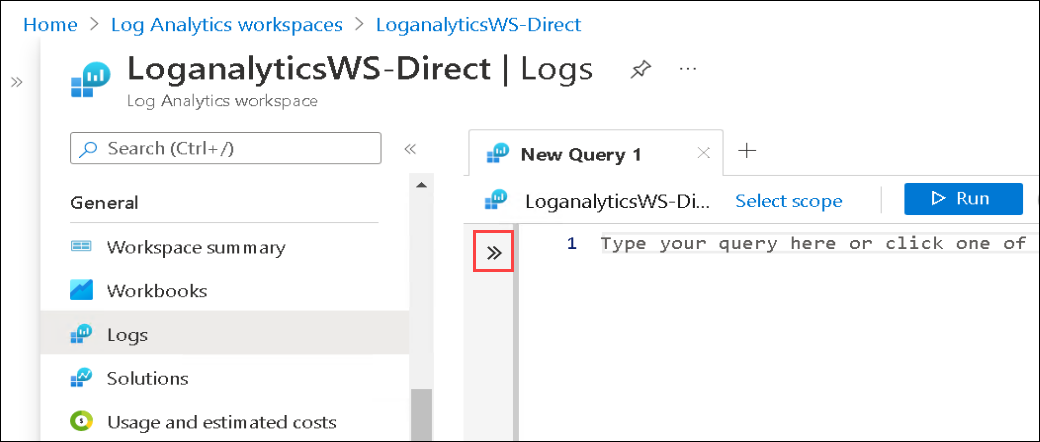 Home > Log Analytics workspaces > LoganalyticsWS-Direct
»
LoganalyticsWS-Direct | Logs ...
Log Analytics workspace
Search (Ctrl+/) «
General
Workspace summary
Workbooks
Logs
Solutions
Usage and estimated costs
New Query 1 × +
LoganalyticsWS-Di... Select scope Run
» 1 Type your query here or click one of